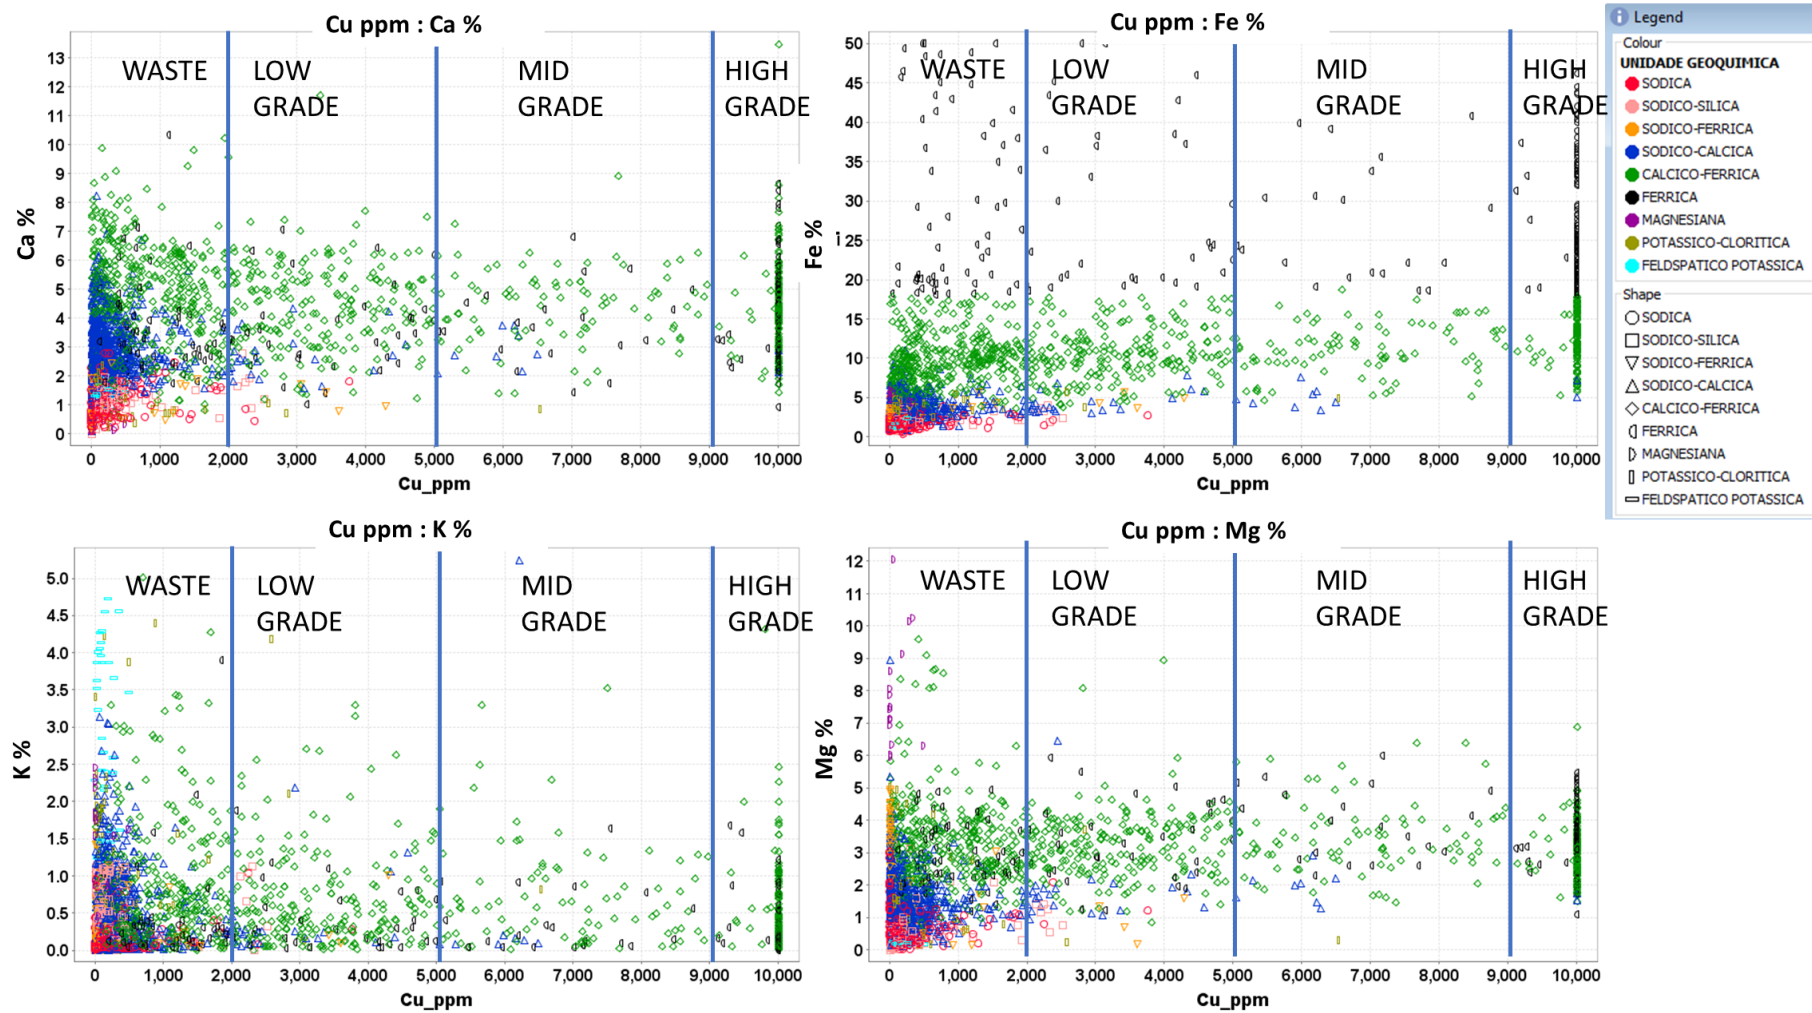 Cu ppm : Ca %
WASTE
LOW
GRADE
MID
GRADE
HIGH
GRADE
Ca %
13
12
11
10
9
8
7
6
5
4
3
2
1
0
0 1,000 2,000 3,000 4,000 5,000 6,000 7,000 8,000 9,000 10,000
Cu_ppm
Cu ppm : Fe %
WASTE
LOW
GRADE
MID
GRADE
HIGH
GRADE
Fe %
50
45
40
35
30
25
20
15
10
5
0
0 1,000 2,000 3,000 4,000 5,000 6,000 7,000 8,000 9,000 10,000
Cu_ppm
Legend
Colour
UNIDADE GEOQUIMICA
SODICA
SODICO-SILICA
SODICO-FERRICA
SODICO-CALCICA
CALCICO-FERRICA
FERRICA
MAGNESIANA
POTASSICO-CLORITICA
FELDSPATICO POTASSICA
Shape
SODICA
SODICO-SILICA
SODICO-FERRICA
SODICO-CALCICA
CALCICO-FERRICA
FERRICA
MAGNESIANA
POTASSICO-CLORITICA
FELDSPATICO POTASSICA
Cu ppm : K %
WASTE
LOW
GRADE
MID
GRADE
HIGH
GRADE
K %
5.0
4.5
4.0
3.5
3.0
2.5
2.0
1.5
1.0
0.5
0.0
0 1,000 2,000 3,000 4,000 5,000 6,000 7,000 8,000 9,000 10,000
Cu_ppm
Cu ppm : Mg %
WASTE
LOW
GRADE
MID
GRADE
HIGH
GRADE
Mg %
12
11
10
9
8
7
6
5
4
3
2
1
0
0 1,000 2,000 3,000 4,000 5,000 6,000 7,000 8,000 9,000 10,000
Cu_ppm